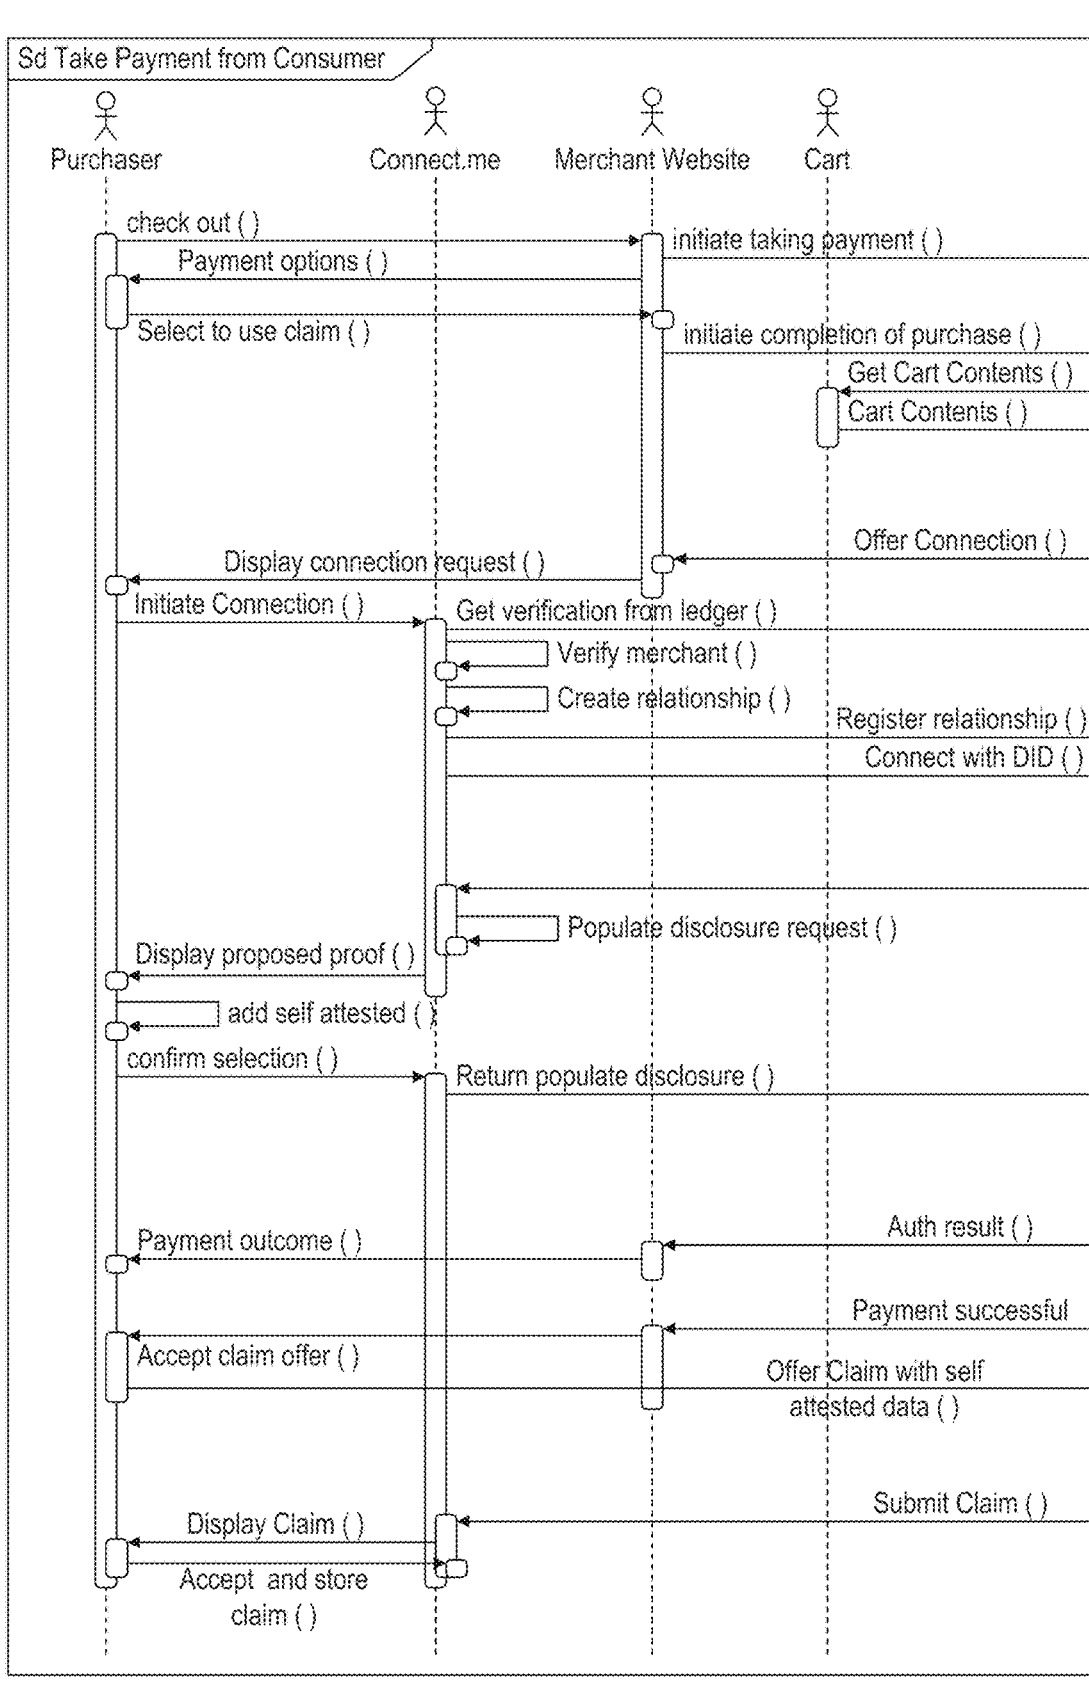 Sd Take Payment from Consumer
Purchaser
Connect.me
Merchant Website
Cart
check out ( )
initiate taking payment ( )
Payment options ( )
Select to use claim ( )
initiate completion of purchase ( )
Get Cart Contents ( )
Cart Contents ( )
Offer Connection ( )
Display connection request ( )
Initiate Connection ( )
Get verification from ledger ( )
Verify merchant ( )
Create relationship ( )
Register relationship ( )
Connect with DID ( )
Populate disclosure request ( )
Display proposed proof ( )
add self attested ( )
confirm selection ( )
Return populate disclosure ( )
Auth result ( )
Payment outcome ( )
Payment successful
Accept claim offer ( )
Offer Claim with self
attested data ( )
Submit Claim ( )
Display Claim ( )
Accept and store
claim ( )